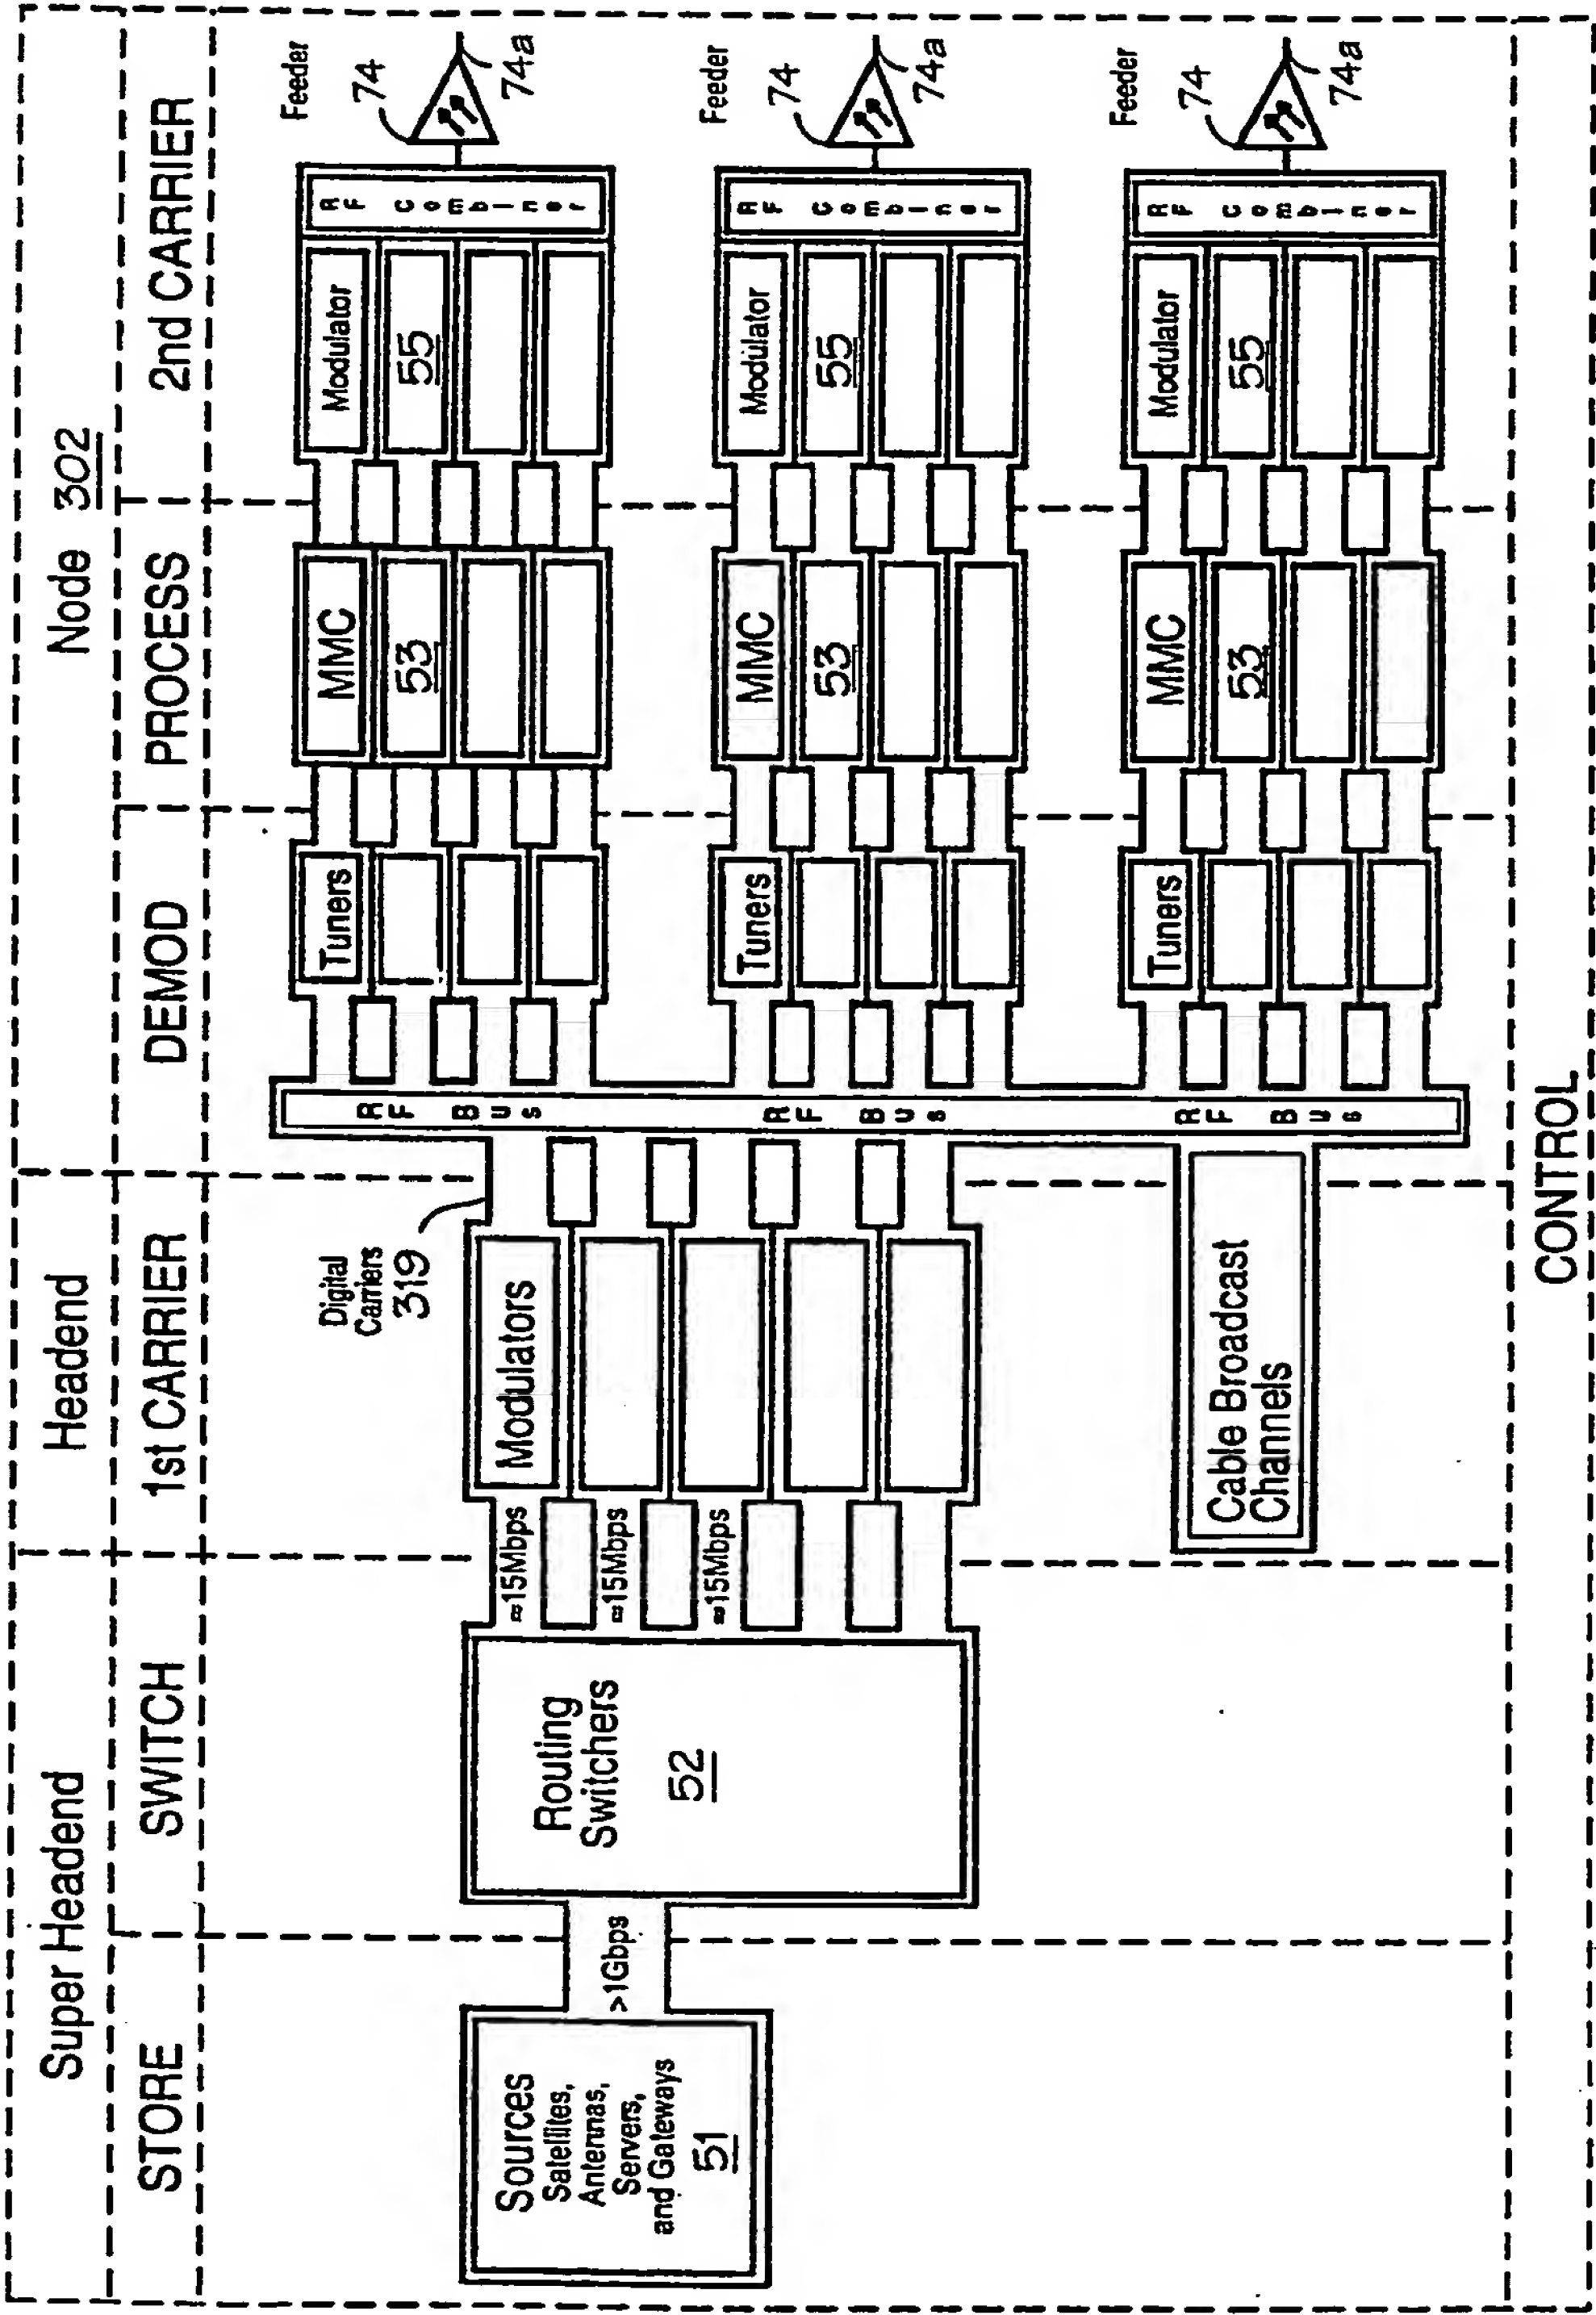 Super Headend
Headend
Node 302
STORE
SWITCH
1st CARRIER
DEMOD
PROCESS
2nd CARRIER
Sources
Satellites,
Antennas,
Servers,
and Gateways
51
>1Gbps
Routing
Switchers
52
≈15Mbps
≈15Mbps
≈15Mbps
Modulators
Digital
Carriers
319
Cable Broadcast
Channels
RF Bus
RF Bus
RF Bus
Tuners
MMC
53
Modulator
55
RF Combiner
Feeder
74
74a
Tuners
MMC
53
Modulator
55
RF Combiner
Feeder
74
74a
Tuners
MMC
53
Modulator
55
RF Combiner
Feeder
74
74a
CONTROL